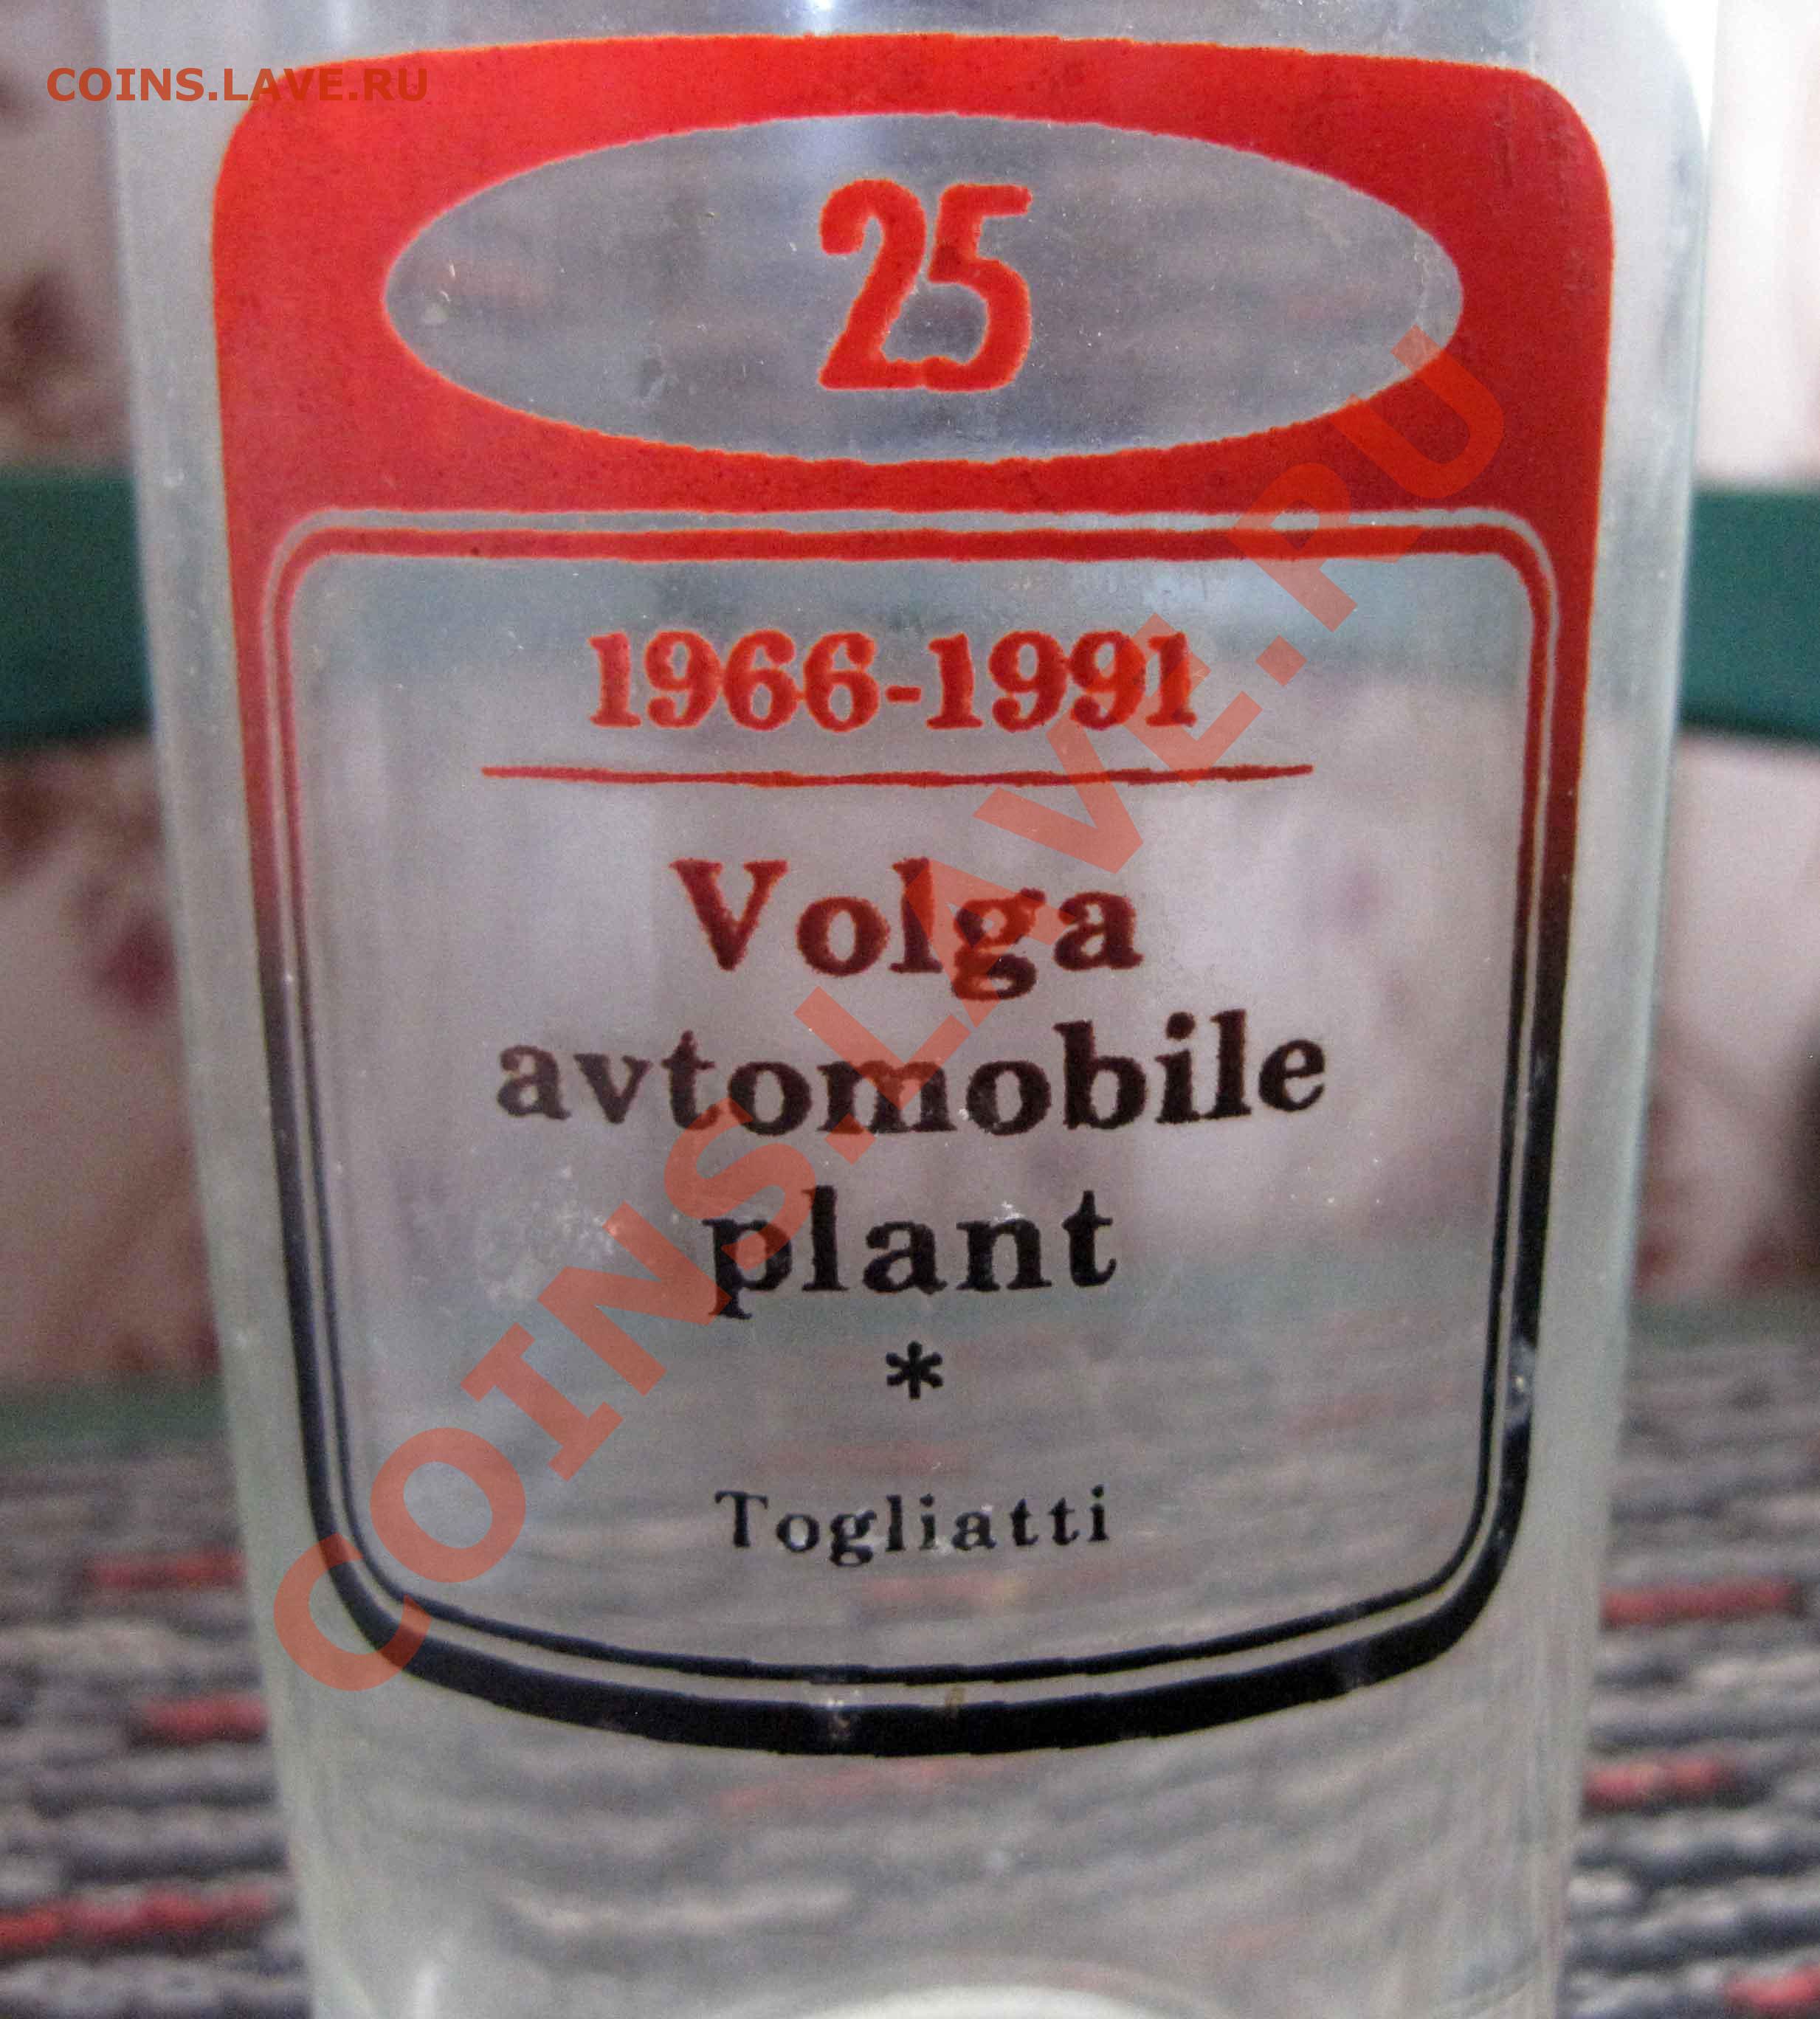 COINS.LAVE.RU
25
1966-1991
Volga
avtomobile
plant
*
Togliatti
COINS.LAVE.RU